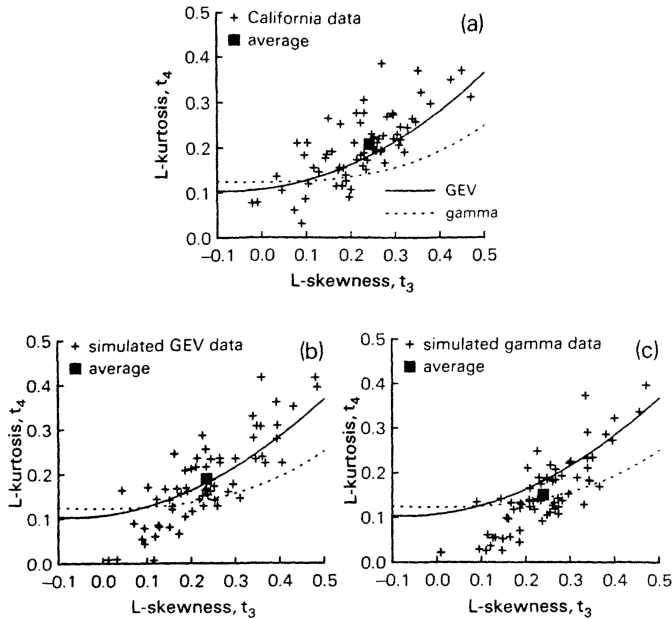 + California data
■ average
(a)
0.5
0.4
0.3
0.2
0.1
0.0
L-kurtosis, t4
GEV
gamma
−0.1 0.0 0.1 0.2 0.3 0.4 0.5
L-skewness, t3
+ simulated GEV data
■ average
(b)
0.5
0.4
0.3
0.2
0.1
0.0
L-kurtosis, t4
-0.1 0.0 0.1 0.2 0.3 0.4 0.5
L-skewness, t3
+ simulated gamma data
■ average
(c)
0.5
0.4
0.3
0.2
0.1
0.0
L-kurtosis, t4
-0.1 0.0 0.1 0.2 0.3 0.4 0.5
L-skewness, t3